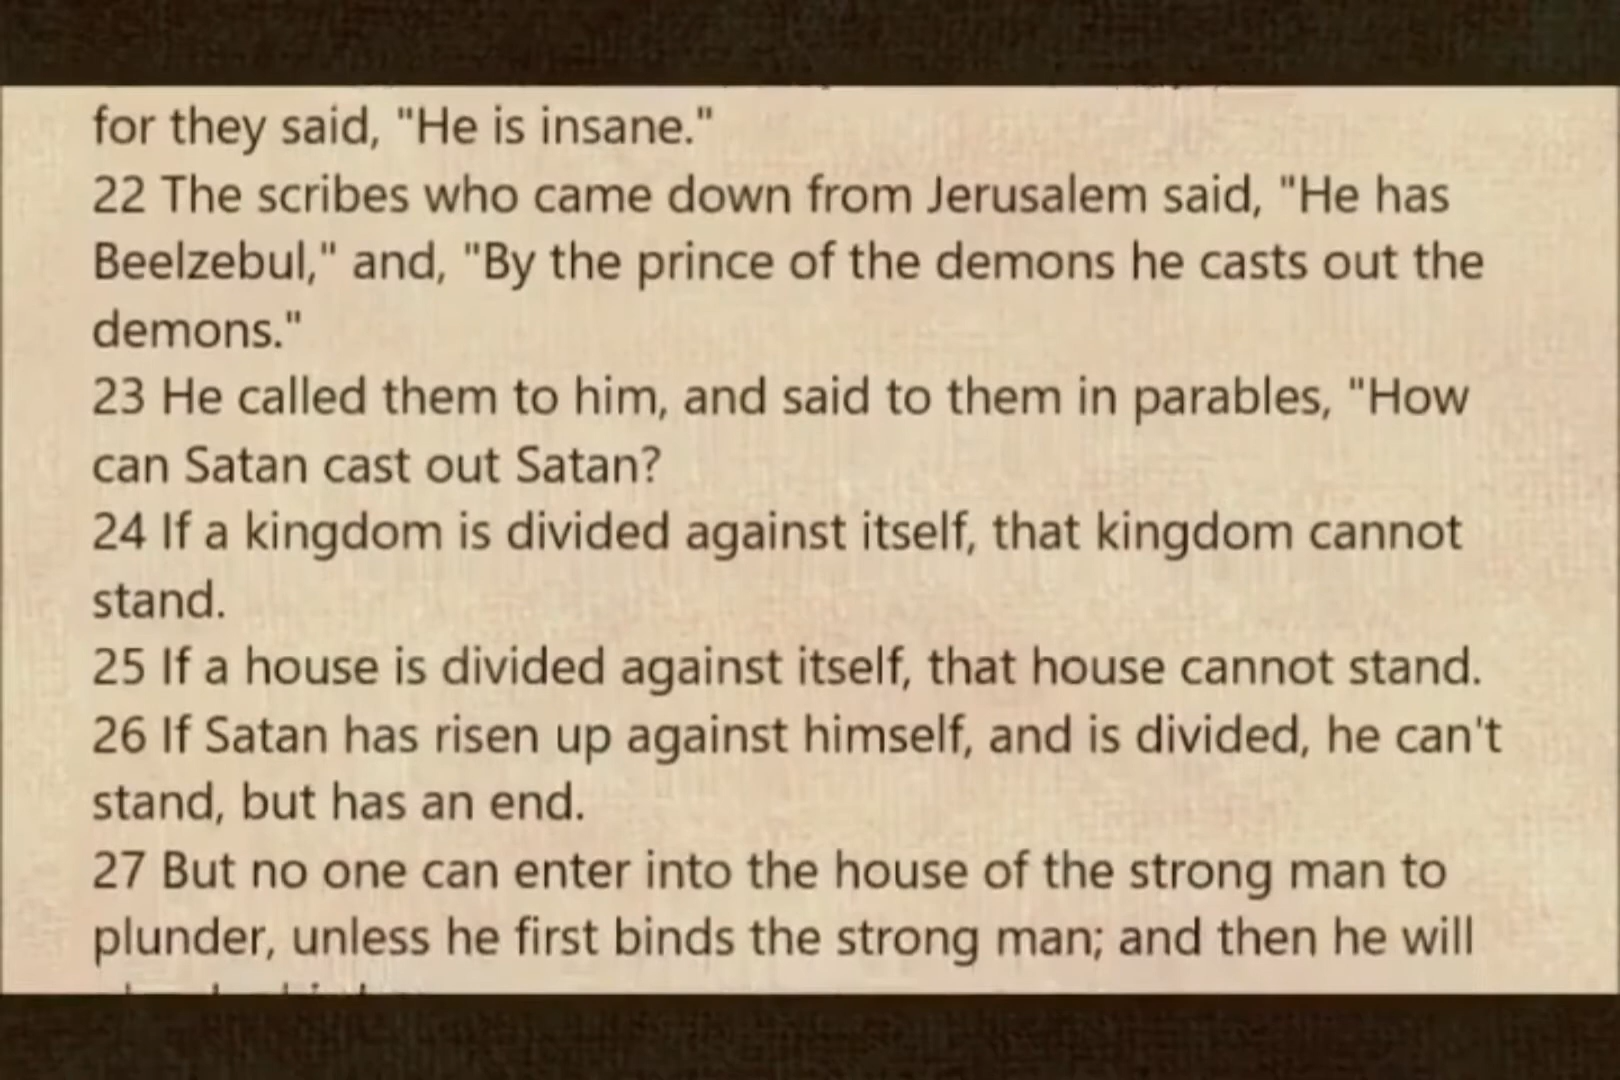 for they said, "He is insane."
22 The scribes who came down from Jerusalem said, "He has
Beelzebul," and, "By the prince of the demons he casts out the
demons."
23 He called them to him, and said to them in parables, "How
can Satan cast out Satan?
24 If a kingdom is divided against itself, that kingdom cannot
stand.
25 If a house is divided against itself, that house cannot stand.
26 If Satan has risen up against himself, and is divided, he can't
stand, but has an end.
27 But no one can enter into the house of the strong man to
plunder, unless he first binds the strong man; and then he will